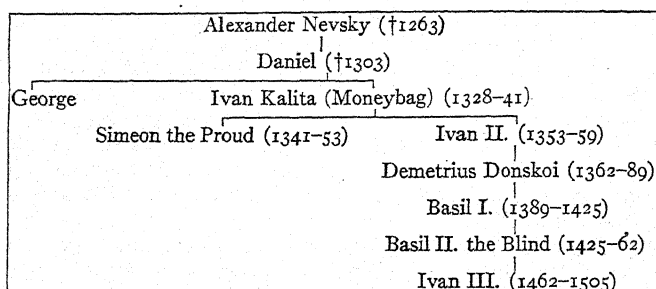 Alexander Nevsky (†1263)
Daniel (†1303)
George Ivan Kalita (Moneybag) (1328–41)
Simeon the Proud (1341–53) Ivan II. (1353–59)
Demetrius Donskoi (1362–89)
Basil I. (1389–1425)
Basil II. the Blind (1425–62)
Ivan III. (1462–1505)